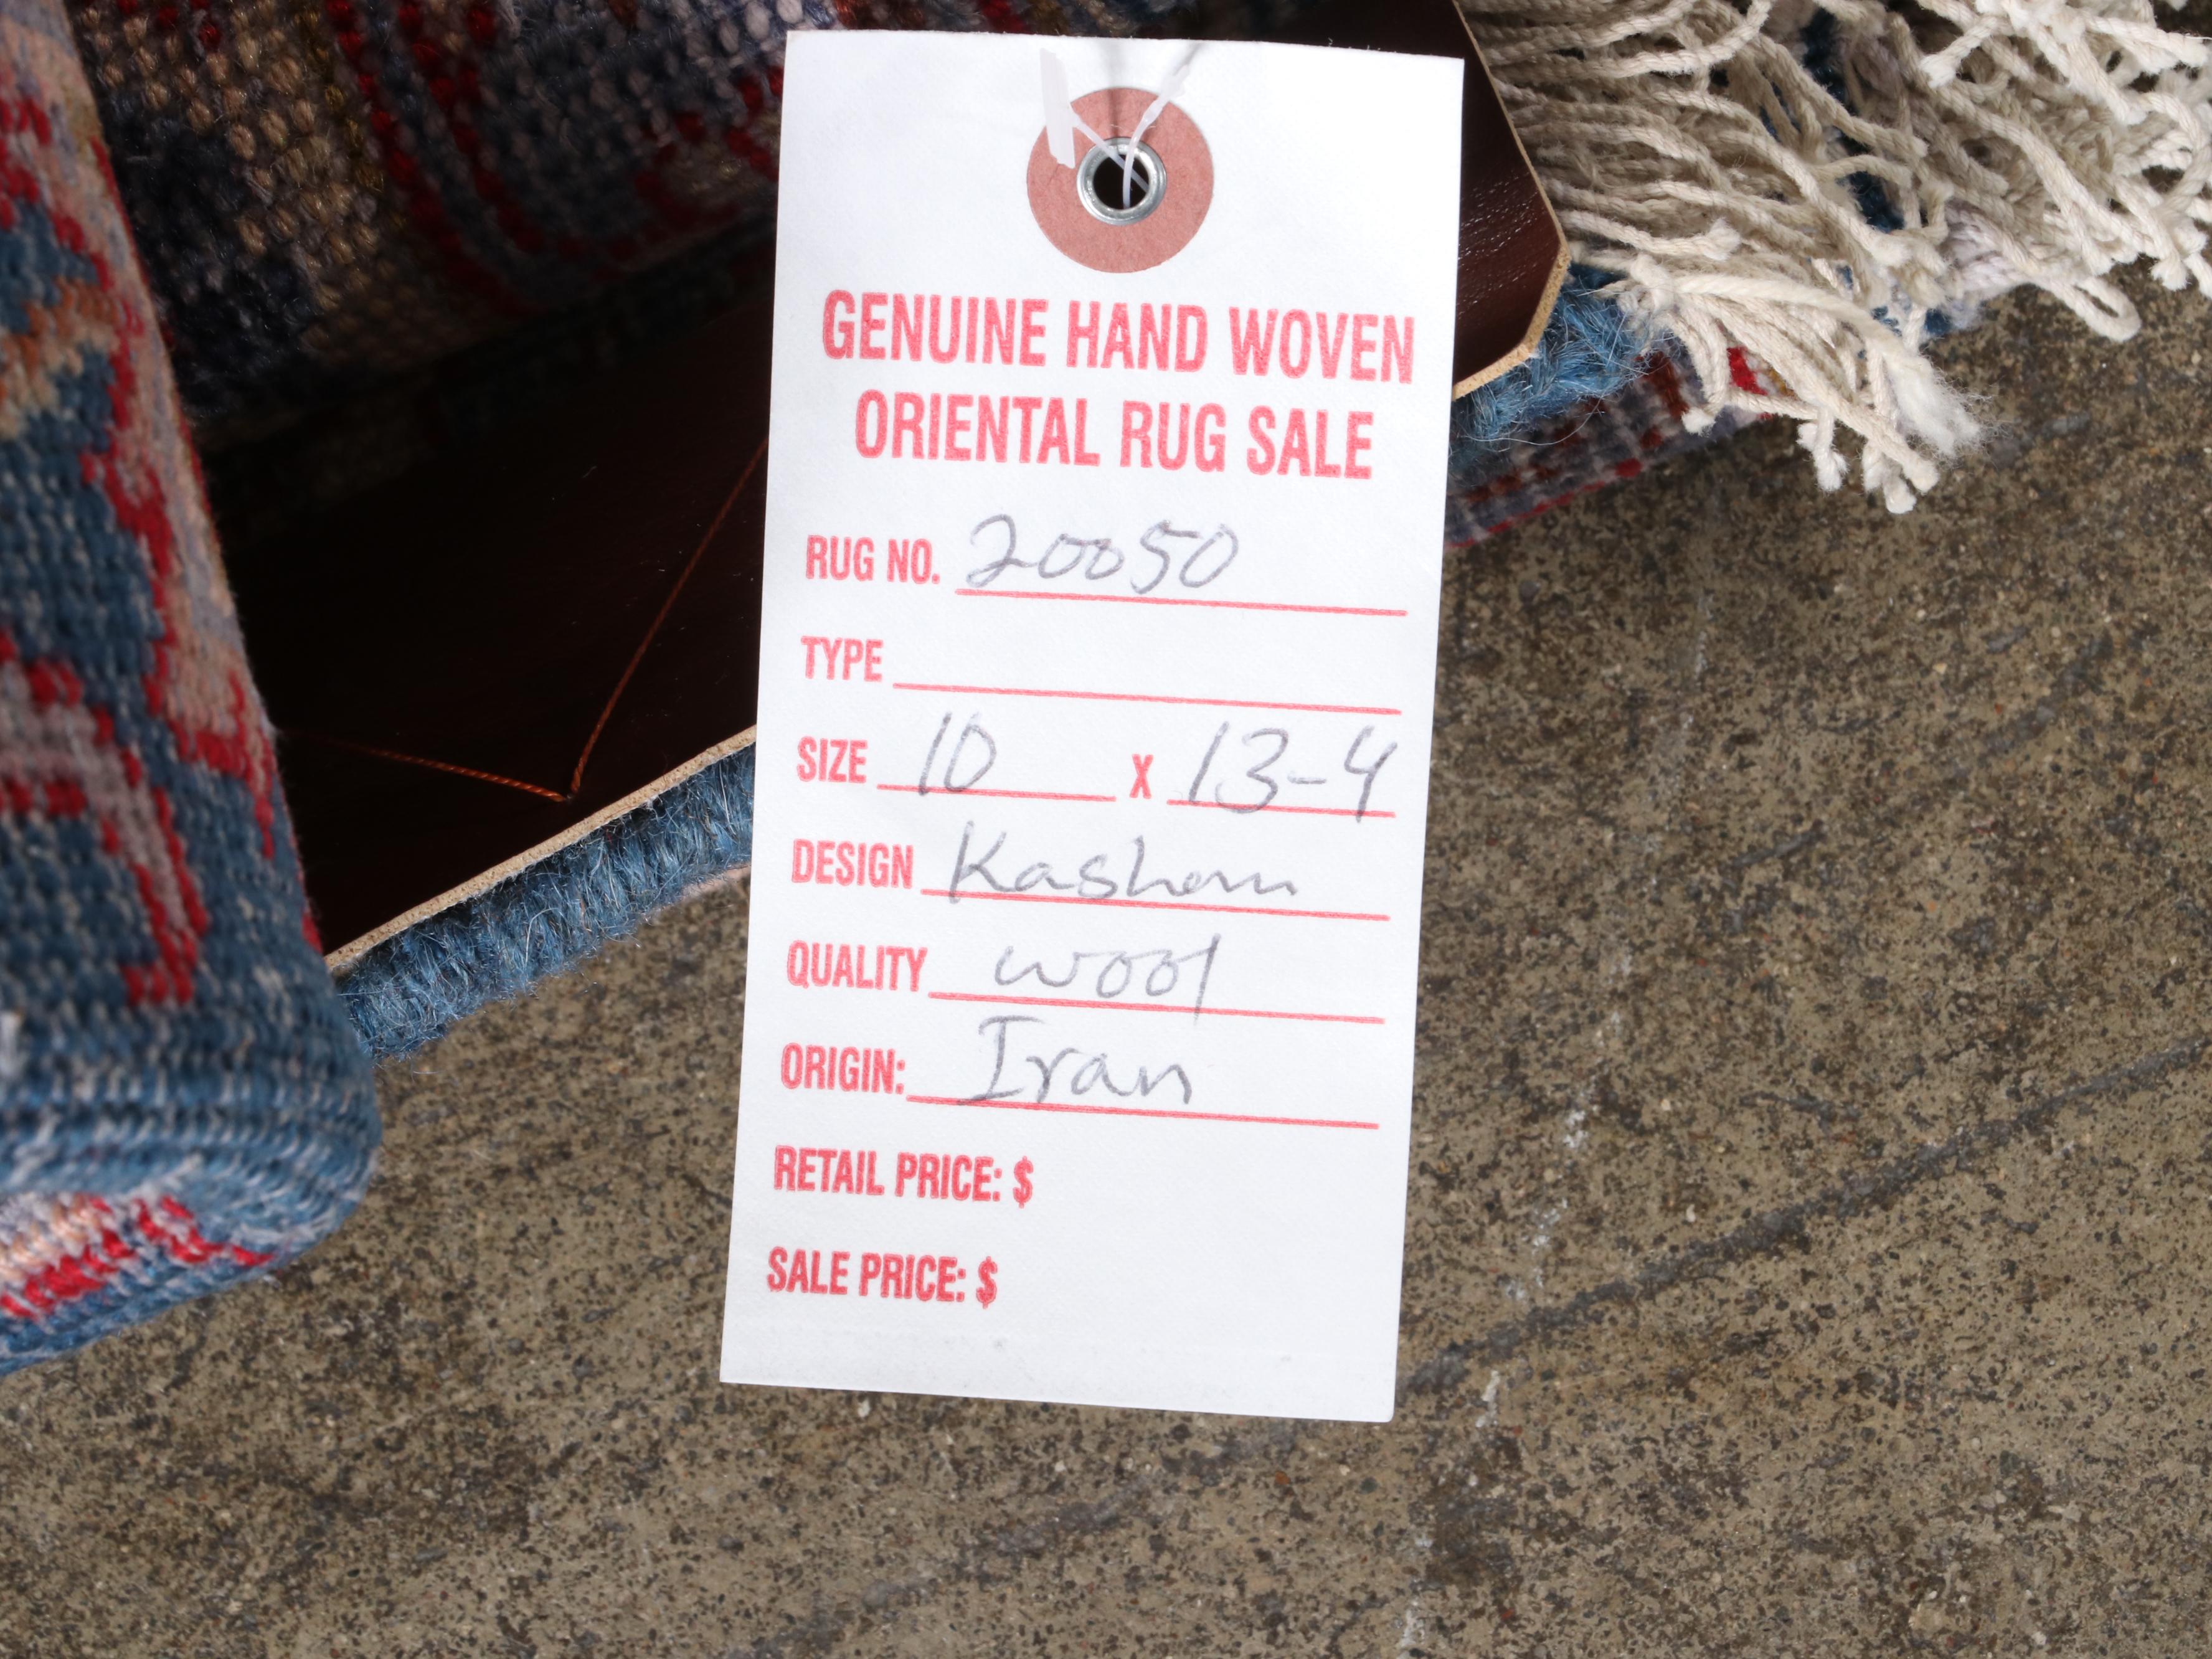 GENUINE HAND WOVEN
ORIENTAL RUG SALE
RUG NO. 20050
TYPE
SIZE 10 X 13-4
DESIGN Kashan
QUALITY wool
ORIGIN: Iran
RETAIL PRICE: $
SALE PRICE: $